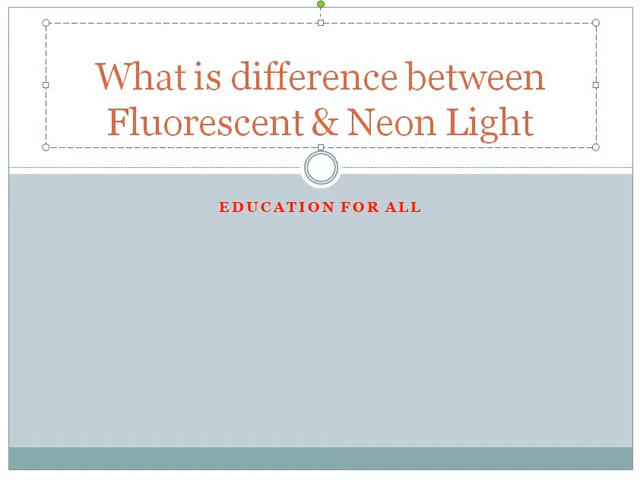 What is difference between
Fluorescent & Neon Light
EDUCATION FOR ALL